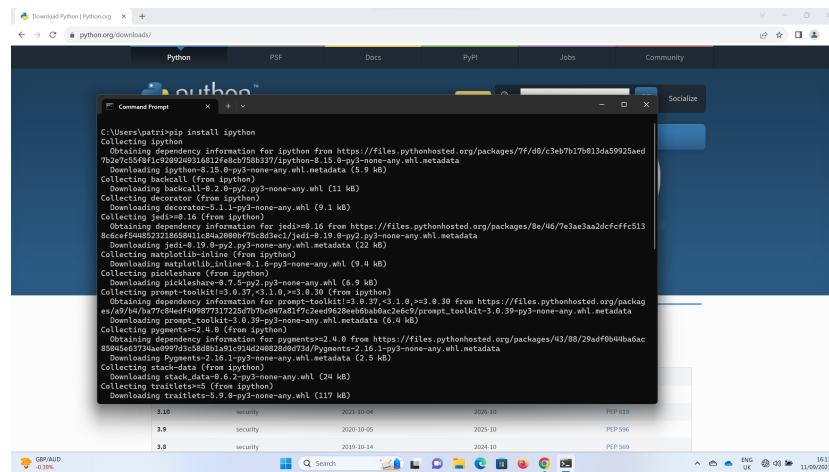 Download Python | Python.org
python.org/downloads/
Python PSF Docs PyPI Jobs Community
Socialize
Command Prompt
C:\Users\patri>pip install ipython
Collecting ipython
Obtaining dependency information for ipython from https://files.pythonhosted.org/packages/7f/d0/c3eb7b17b013da59925aed
7b2e7c55f8f1c9209249316812fe8cb758b337/ipython-8.15.0-py3-none-any.whl.metadata
Downloading ipython-8.15.0-py3-none-any.whl.metadata (5.9 kB)
Collecting backcall (from ipython)
Downloading backcall-0.2.0-py2.py3-none-any.whl (11 kB)
Collecting decorator (from ipython)
Downloading decorator-5.1.1-py3-none-any.whl (9.1 kB)
Collecting jedi>=0.16 (from ipython)
Obtaining dependency information for jedi>=0.16 from https://files.pythonhosted.org/packages/8e/46/7e3ae3aa2dcfcffc513
8c6cef5448523218658411c84a2000bf75c8d3ec1/jedi-0.19.0-py2.py3-none-any.whl.metadata
Downloading jedi-0.19.0-py2.py3-none-any.whl.metadata (22 kB)
Collecting matplotlib-inline (from ipython)
Downloading matplotlib_inline-0.1.6-py3-none-any.whl (9.4 kB)
Collecting pickleshare (from ipython)
Downloading pickleshare-0.7.5-py2.py3-none-any.whl (6.9 kB)
Collecting prompt-toolkit!=3.0.37,<3.1.0,>=3.0.30 (from ipython)
Obtaining dependency information for prompt-toolkit!=3.0.37,<3.1.0,>=3.0.30 from https://files.pythonhosted.org/packag
es/a9/b4/ba77c84edf499877317225d7b7bc047a81f7c2eed9628eeb6bab0ac2e6c9/prompt_toolkit-3.0.39-py3-none-any.whl.metadata
Downloading prompt_toolkit-3.0.39-py3-none-any.whl.metadata (6.4 kB)
Collecting pygments>=2.4.0 (from ipython)
Obtaining dependency information for pygments>=2.4.0 from https://files.pythonhosted.org/packages/43/88/29adf0b44ba6ac
85045e63734ae0997d3c58d8b1a91c914d240828d0d73d/Pygments-2.16.1-py3-none-any.whl.metadata
Downloading Pygments-2.16.1-py3-none-any.whl.metadata (2.5 kB)
Collecting stack-data (from ipython)
Downloading stack_data-0.6.2-py3-none-any.whl (24 kB)
Collecting traitlets>=5 (from ipython)
Downloading traitlets-5.9.0-py3-none-any.whl (117 kB)
3.10 security 2021-10-04 2026-10 PEP 619
3.9 security 2020-10-05 2025-10 PEP 596
3.8 security 2019-10-14 2024-10 PEP 569
GBP/AUD
-0.39%
Search
ENG
UK